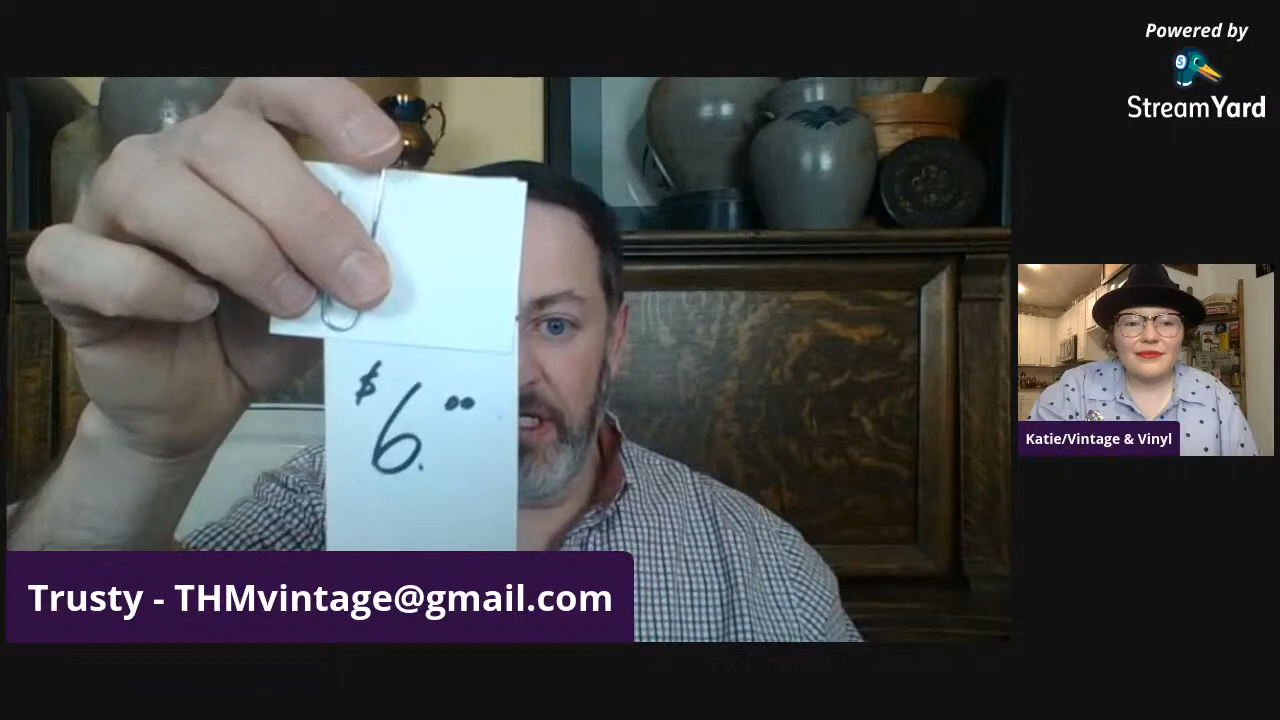 Powered by
StreamYard
$6.00
Katie/Vintage & Vinyl
Trusty - THMvintage@gmail.com